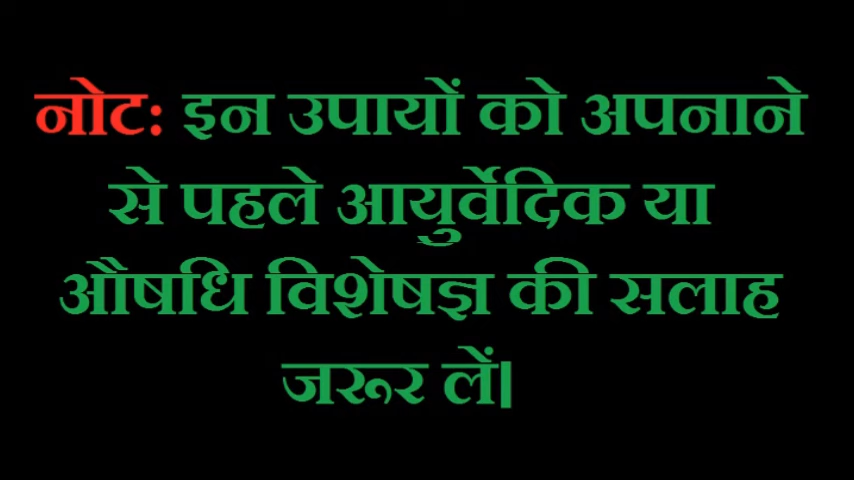 नोट: इन उपायों को अपनाने
से पहले आयुर्वेदिक या
औषधि विशेषज्ञ की सलाह
जरूर लें।